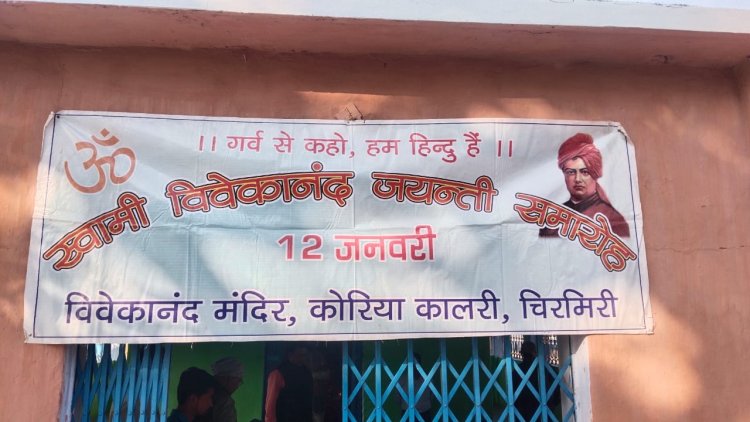 ॐ
।। गर्व से कहो, हम हिन्दु हैं ।।
स्वामी विवेकानंद जयन्ती समारोह
12 जनवरी
विवेकानंद मंदिर, कोरिया कालरी, चिरमिरी